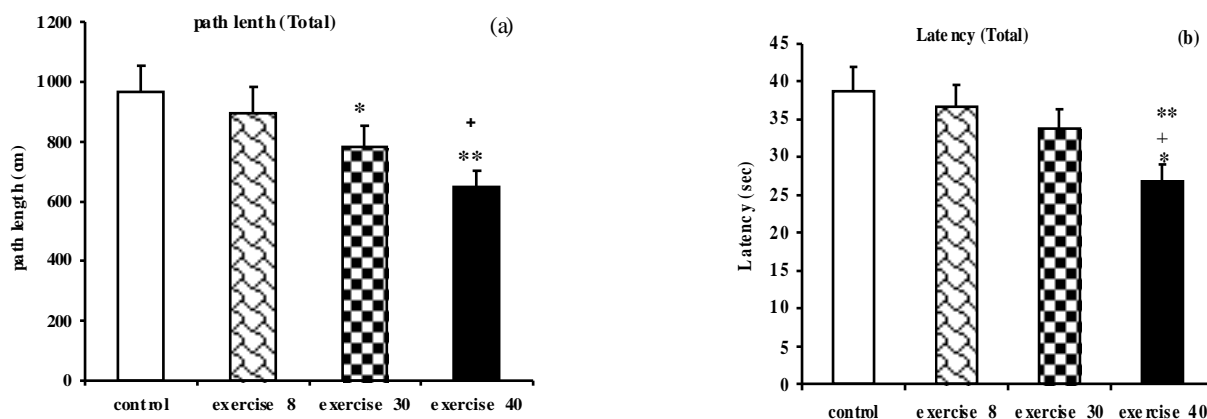 path lenth (Total)
(a)
path length (cm)
1200
1000
800
600
400
200
0
*
+
**
control
exercise 8
exercise 30
exercise 40
Latency (Total)
(b)
Latency (sec)
45
40
35
30
25
20
15
10
5
0
**
+
*
control
exercise 8
exercise 30
exercise 40